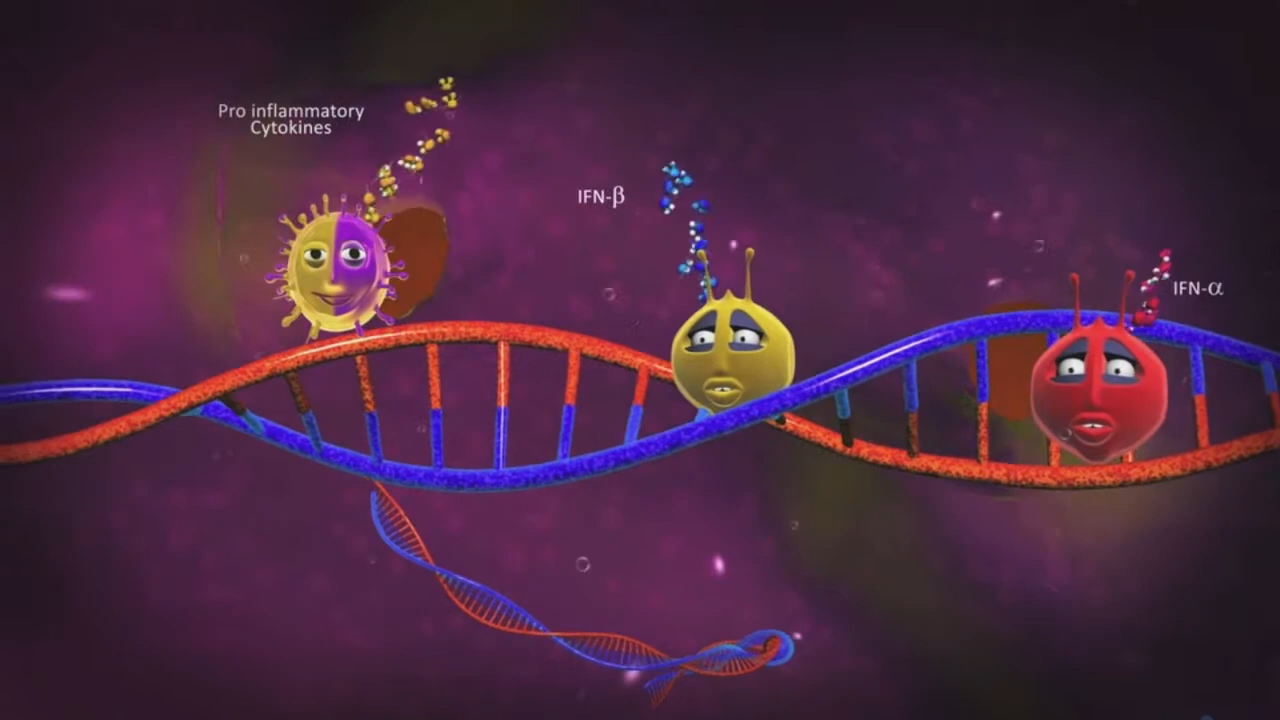 Pro inflammatory
Cytokines
IFN-β
IFN-α